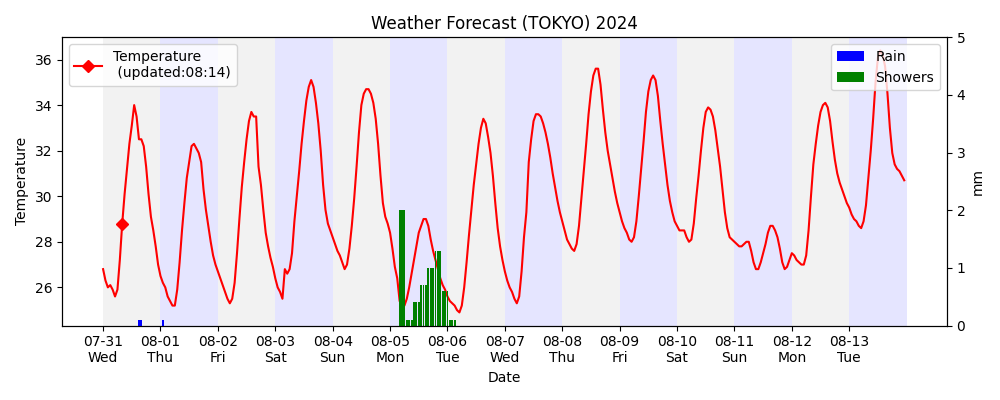 Weather Forecast (TOKYO) 2024
Temperature
(updated:08:14)
Rain
Showers
36
34
32
30
28
26
Temperature
5
4
3
2
1
0
mm
07-31 08-01 08-02 08-03 08-04 08-05 08-06 08-07 08-08 08-09 08-10 08-11 08-12 08-13
Wed Thu Fri Sat Sun Mon Tue Wed Thu Fri Sat Sun Mon Tue
Date